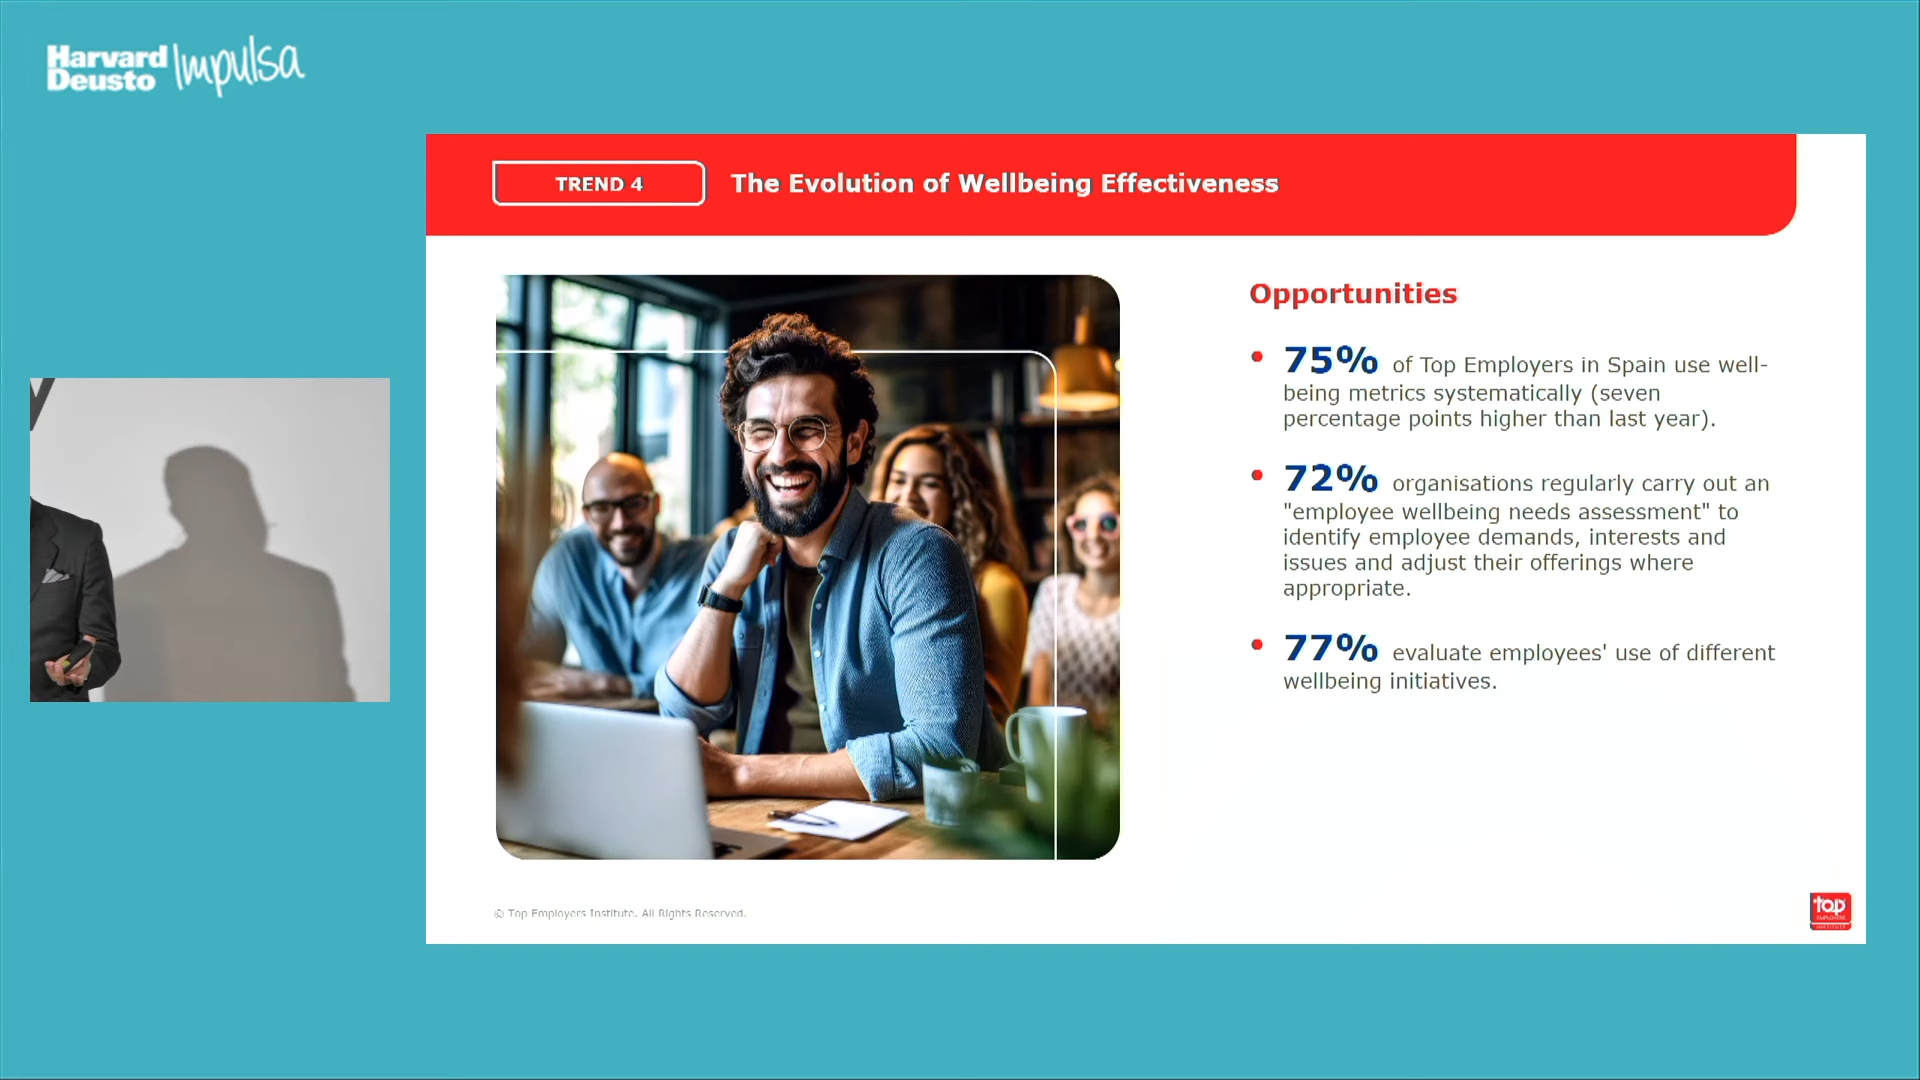 Harvard
Deusto
Impulsa
TREND 4
The Evolution of Wellbeing Effectiveness
Opportunities
• 75% of Top Employers in Spain use well-
being metrics systematically (seven
percentage points higher than last year).
• 72% organisations regularly carry out an
"employee wellbeing needs assessment" to
identify employee demands, interests and
issues and adjust their offerings where
appropriate.
• 77% evaluate employees' use of different
wellbeing initiatives.
© Top Employers Institute. All Rights Reserved.
top
EMPLOYERS
INSTITUTE